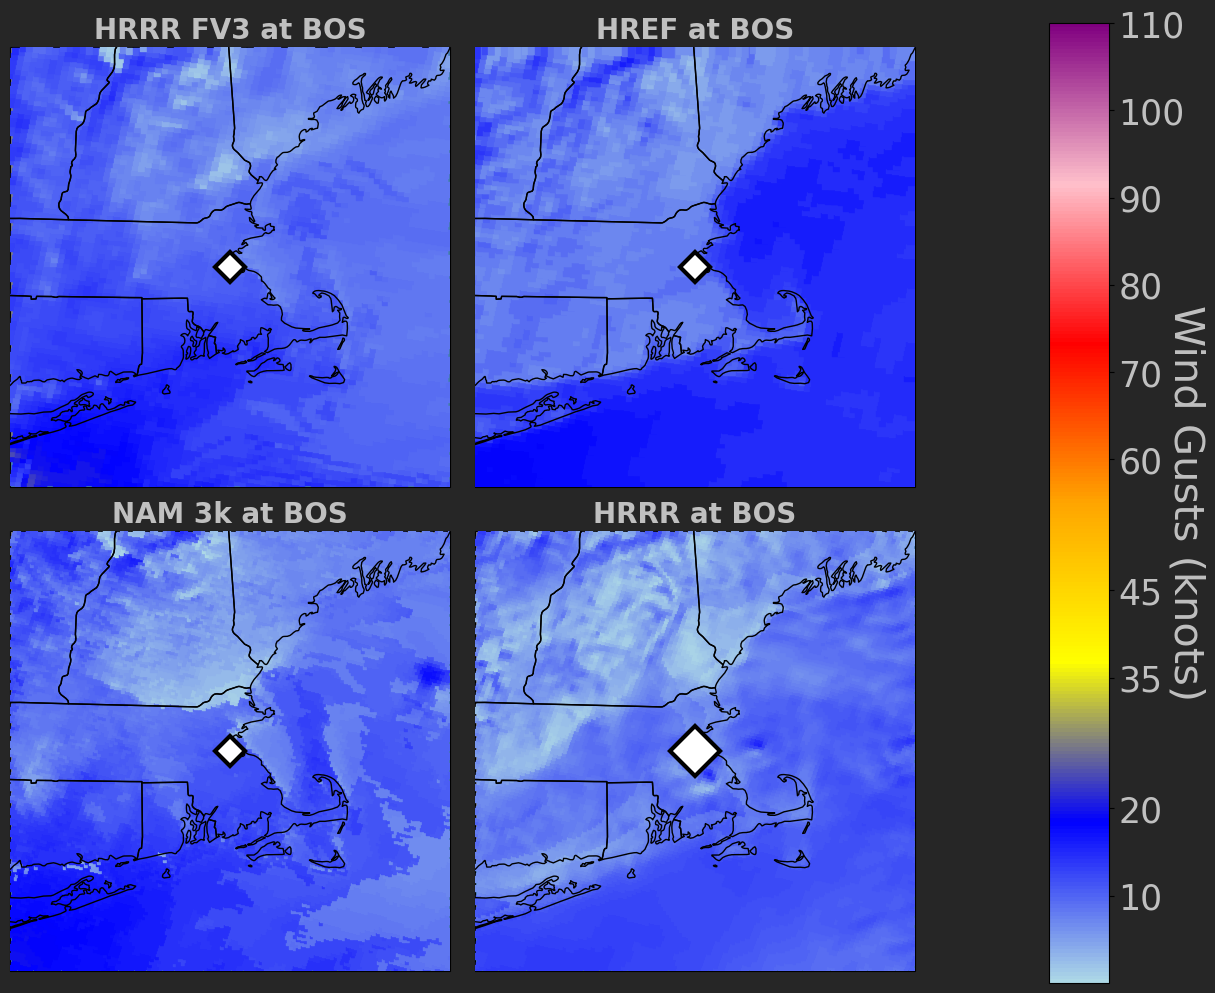 HRRR FV3 at BOS
HREF at BOS
NAM 3k at BOS
HRRR at BOS
110
100
90
80
70
60
45
35
20
10
Wind Gusts (knots)